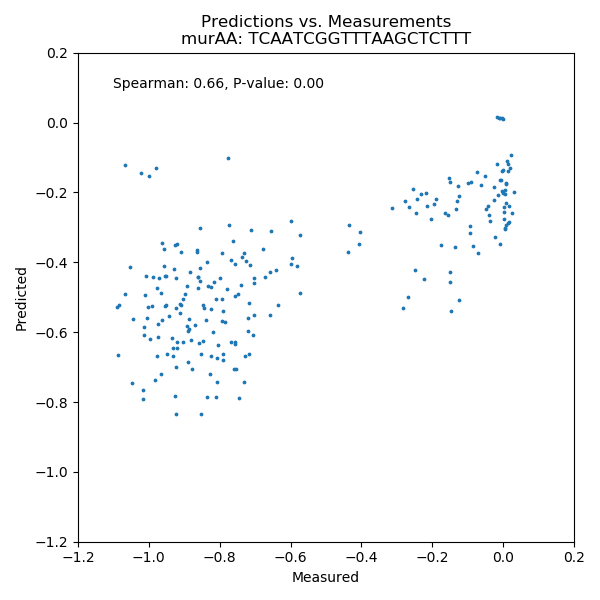 Predictions vs. Measurements
murAA: TCAATCGGTTTAAGCTCTTT
Spearman: 0.66, P-value: 0.00
0.2
0.0
−0.2
−0.4
−0.6
−0.8
−1.0
−1.2
Predicted
−1.2 −1.0 −0.8 −0.6 −0.4 −0.2 0.0 0.2
Measured